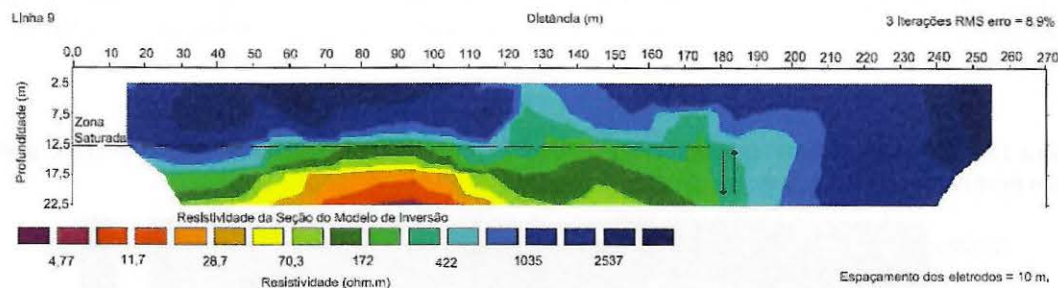 Linha 9
Distância (m)
3 Iterações RMS erro = 8.9%
0.0 10 20 30 40 50 60 70 80 90 100 110 120 130 140 150 160 170 180 190 200 210 220 230 240 250 260 270
Profundidade (m)
2.5
7.5
12.5
17.5
22.5
Zona
Saturada
Resistividade da Seção do Modelo de Inversão
4,77 11,7 28,7 70,3 172 422 1035 2537
Resistividade (ohm.m)
Espaçamento dos eletrodos = 10 m.